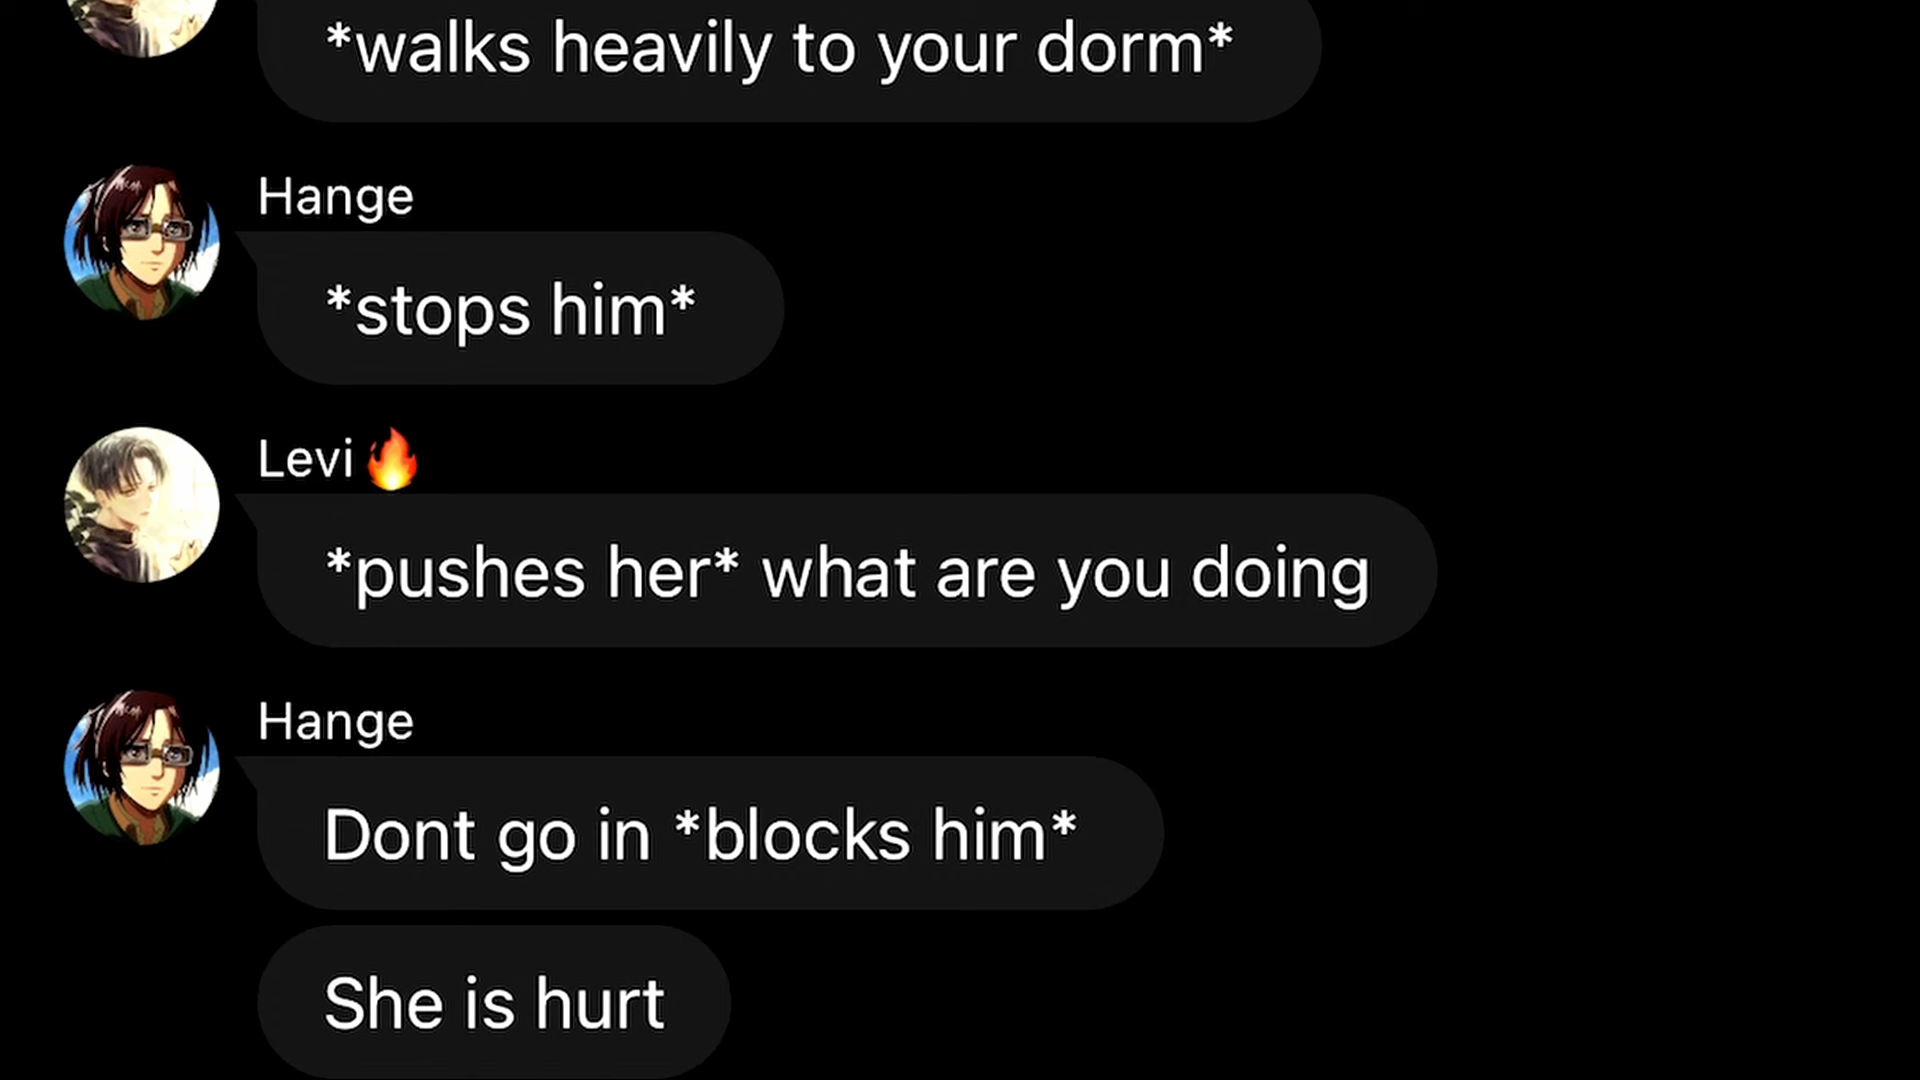 *walks heavily to your dorm*
Hange
*stops him*
Levi🔥
*pushes her* what are you doing
Hange
Dont go in *blocks him*
She is hurt